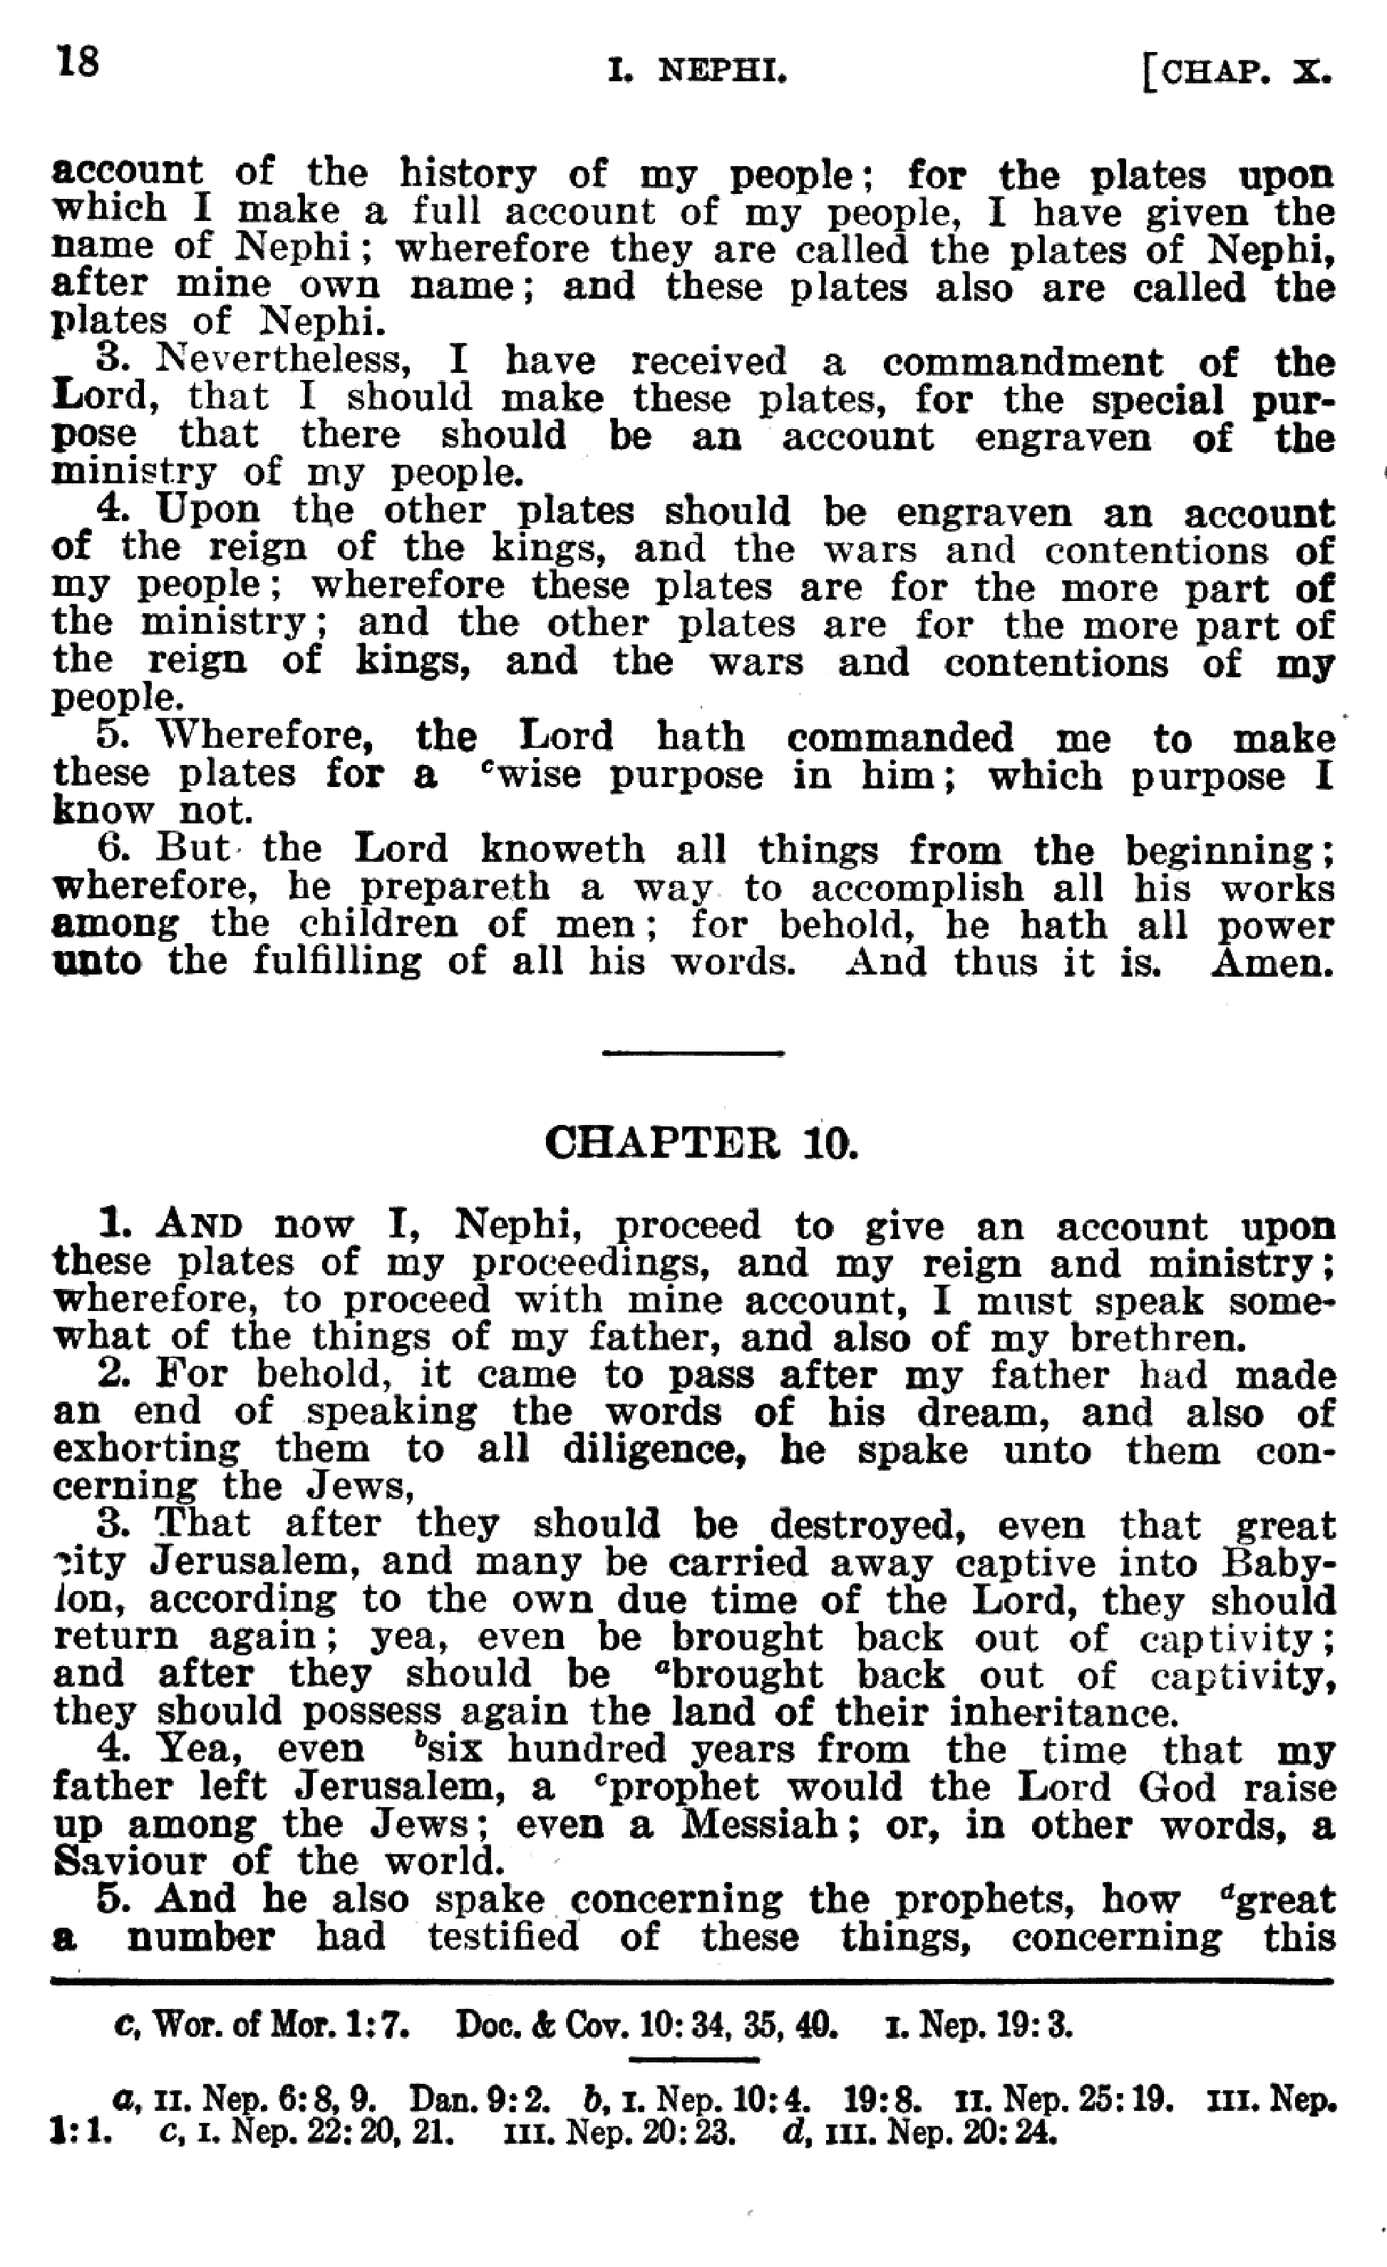 18 I. NEPHI. [CHAP. X.
account of the history of my people; for the plates upon
which I make a full account of my people, I have given the
name of Nephi; wherefore they are called the plates of Nephi,
after mine own name; and these plates also are called the
plates of Nephi.
3. Nevertheless, I have received a commandment of the
Lord, that I should make these plates, for the special pur-
pose that there should be an account engraven of the
ministry of my people.
4. Upon the other plates should be engraven an account
of the reign of the kings, and the wars and contentions of
my people; wherefore these plates are for the more part of
the ministry; and the other plates are for the more part of
the reign of kings, and the wars and contentions of my
people.
5. Wherefore, the Lord hath commanded me to make
these plates for a ᶜwise purpose in him; which purpose I
know not.
6. But the Lord knoweth all things from the beginning;
wherefore, he prepareth a way to accomplish all his works
among the children of men; for behold, he hath all power
unto the fulfilling of all his words. And thus it is. Amen.
CHAPTER 10.
1. AND now I, Nephi, proceed to give an account upon
these plates of my proceedings, and my reign and ministry;
wherefore, to proceed with mine account, I must speak some-
what of the things of my father, and also of my brethren.
2. For behold, it came to pass after my father had made
an end of speaking the words of his dream, and also of
exhorting them to all diligence, he spake unto them con-
cerning the Jews,
3. That after they should be destroyed, even that great
city Jerusalem, and many be carried away captive into Baby-
lon, according to the own due time of the Lord, they should
return again; yea, even be brought back out of captivity;
and after they should be ᵃbrought back out of captivity,
they should possess again the land of their inheritance.
4. Yea, even ᵇsix hundred years from the time that my
father left Jerusalem, a ᶜprophet would the Lord God raise
up among the Jews; even a Messiah; or, in other words, a
Saviour of the world.
5. And he also spake concerning the prophets, how ᵈgreat
a number had testified of these things, concerning this
c, Wor. of Mor. 1:7. Doc. & Cov. 10:34, 35, 40. I. Nep. 19:3.
a, II. Nep. 6:8, 9. Dan. 9:2. b, I. Nep. 10:4. 19:8. II. Nep. 25:19. III. Nep.
1:1. c, I. Nep. 22:20, 21. III. Nep. 20:23. d, III. Nep. 20:24.